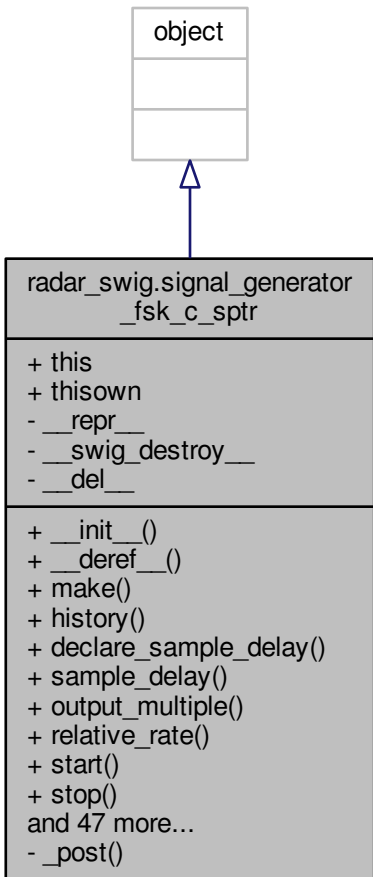 object
radar_swig.signal_generator
_fsk_c_sptr
+ this
+ thisown
- __repr__
- __swig_destroy__
- __del__
+ __init__()
+ __deref__()
+ make()
+ history()
+ declare_sample_delay()
+ sample_delay()
+ output_multiple()
+ relative_rate()
+ start()
+ stop()
and 47 more...
- _post()